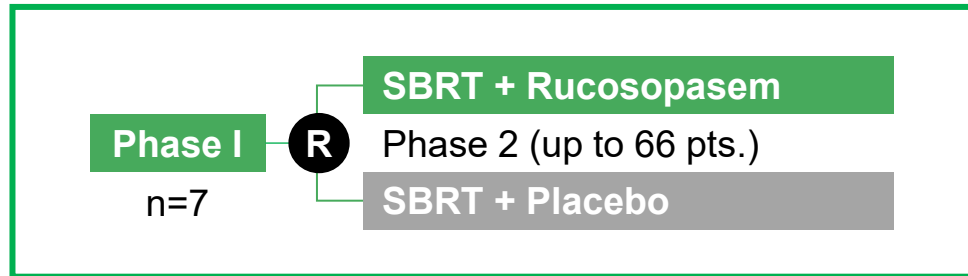 SBRT + Rucosopasem
Phase I
R
Phase 2 (up to 66 pts.)
n=7
SBRT + Placebo